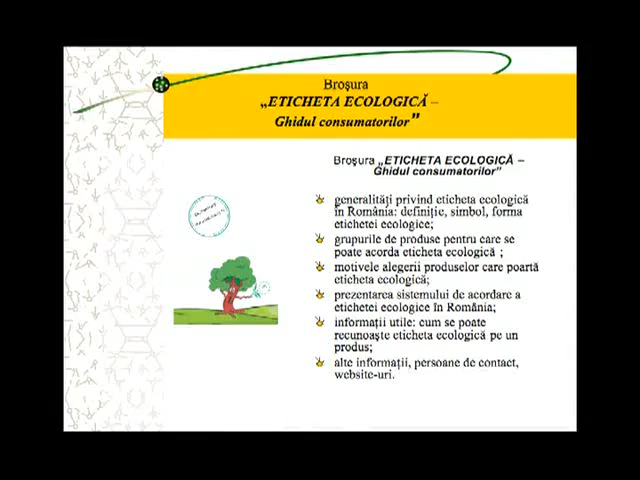 Broşura
„ETICHETA ECOLOGICĂ –
Ghidul consumatorilor”
Broşura „ETICHETA ECOLOGICĂ –
Ghidul consumatorilor”
generalităţi privind eticheta ecologică
în România: definiţie, simbol, forma
etichetei ecologice;
grupurile de produse pentru care se
poate acorda eticheta ecologică ;
motivele alegerii produselor care poartă
eticheta ecologică;
prezentarea sistemului de acordare a
etichetei ecologice în România;
informaţii utile: cum se poate
recunoaşte eticheta ecologică pe un
produs;
alte informaţii, persoane de contact,
website-uri.